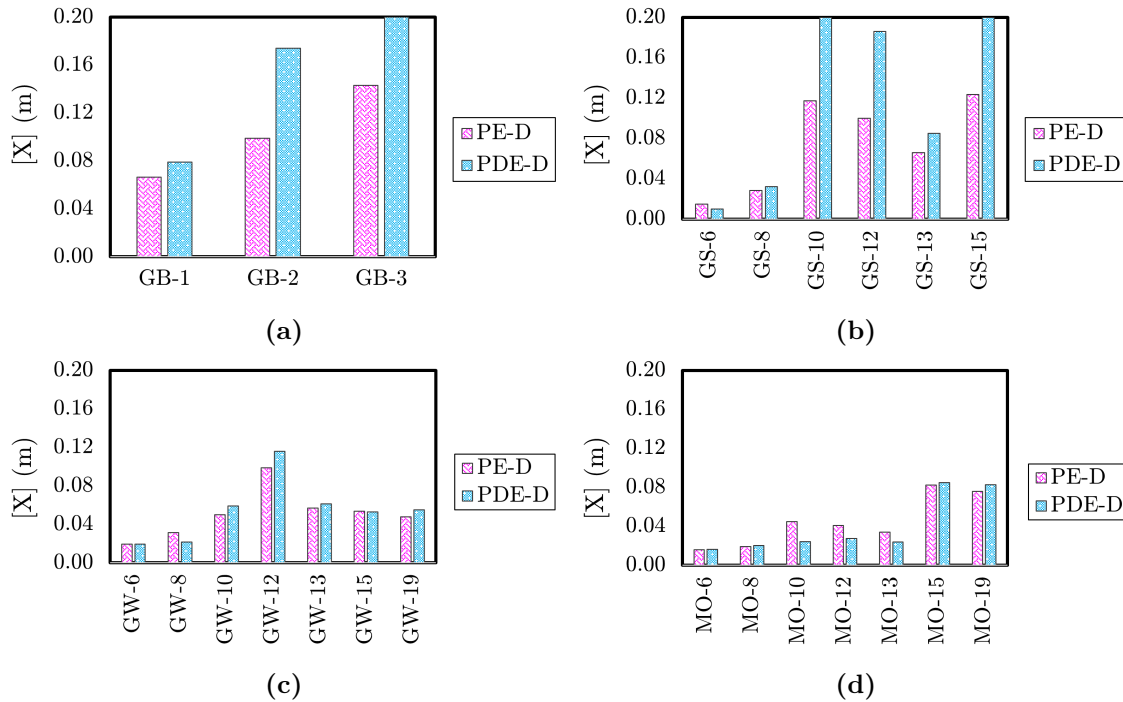 [X] (m)
0.20
0.16
0.12
0.08
0.04
0.00
GB-1 GB-2 GB-3
PE-D
PDE-D
(a)
[X] (m)
0.20
0.16
0.12
0.08
0.04
0.00
GS-6 GS-8 GS-10 GS-12 GS-13 GS-15
PE-D
PDE-D
(b)
[X] (m)
0.20
0.16
0.12
0.08
0.04
0.00
GW-6 GW-8 GW-10 GW-12 GW-13 GW-15 GW-19
PE-D
PDE-D
(c)
[X] (m)
0.20
0.16
0.12
0.08
0.04
0.00
MO-6 MO-8 MO-10 MO-12 MO-13 MO-15 MO-19
PE-D
PDE-D
(d)